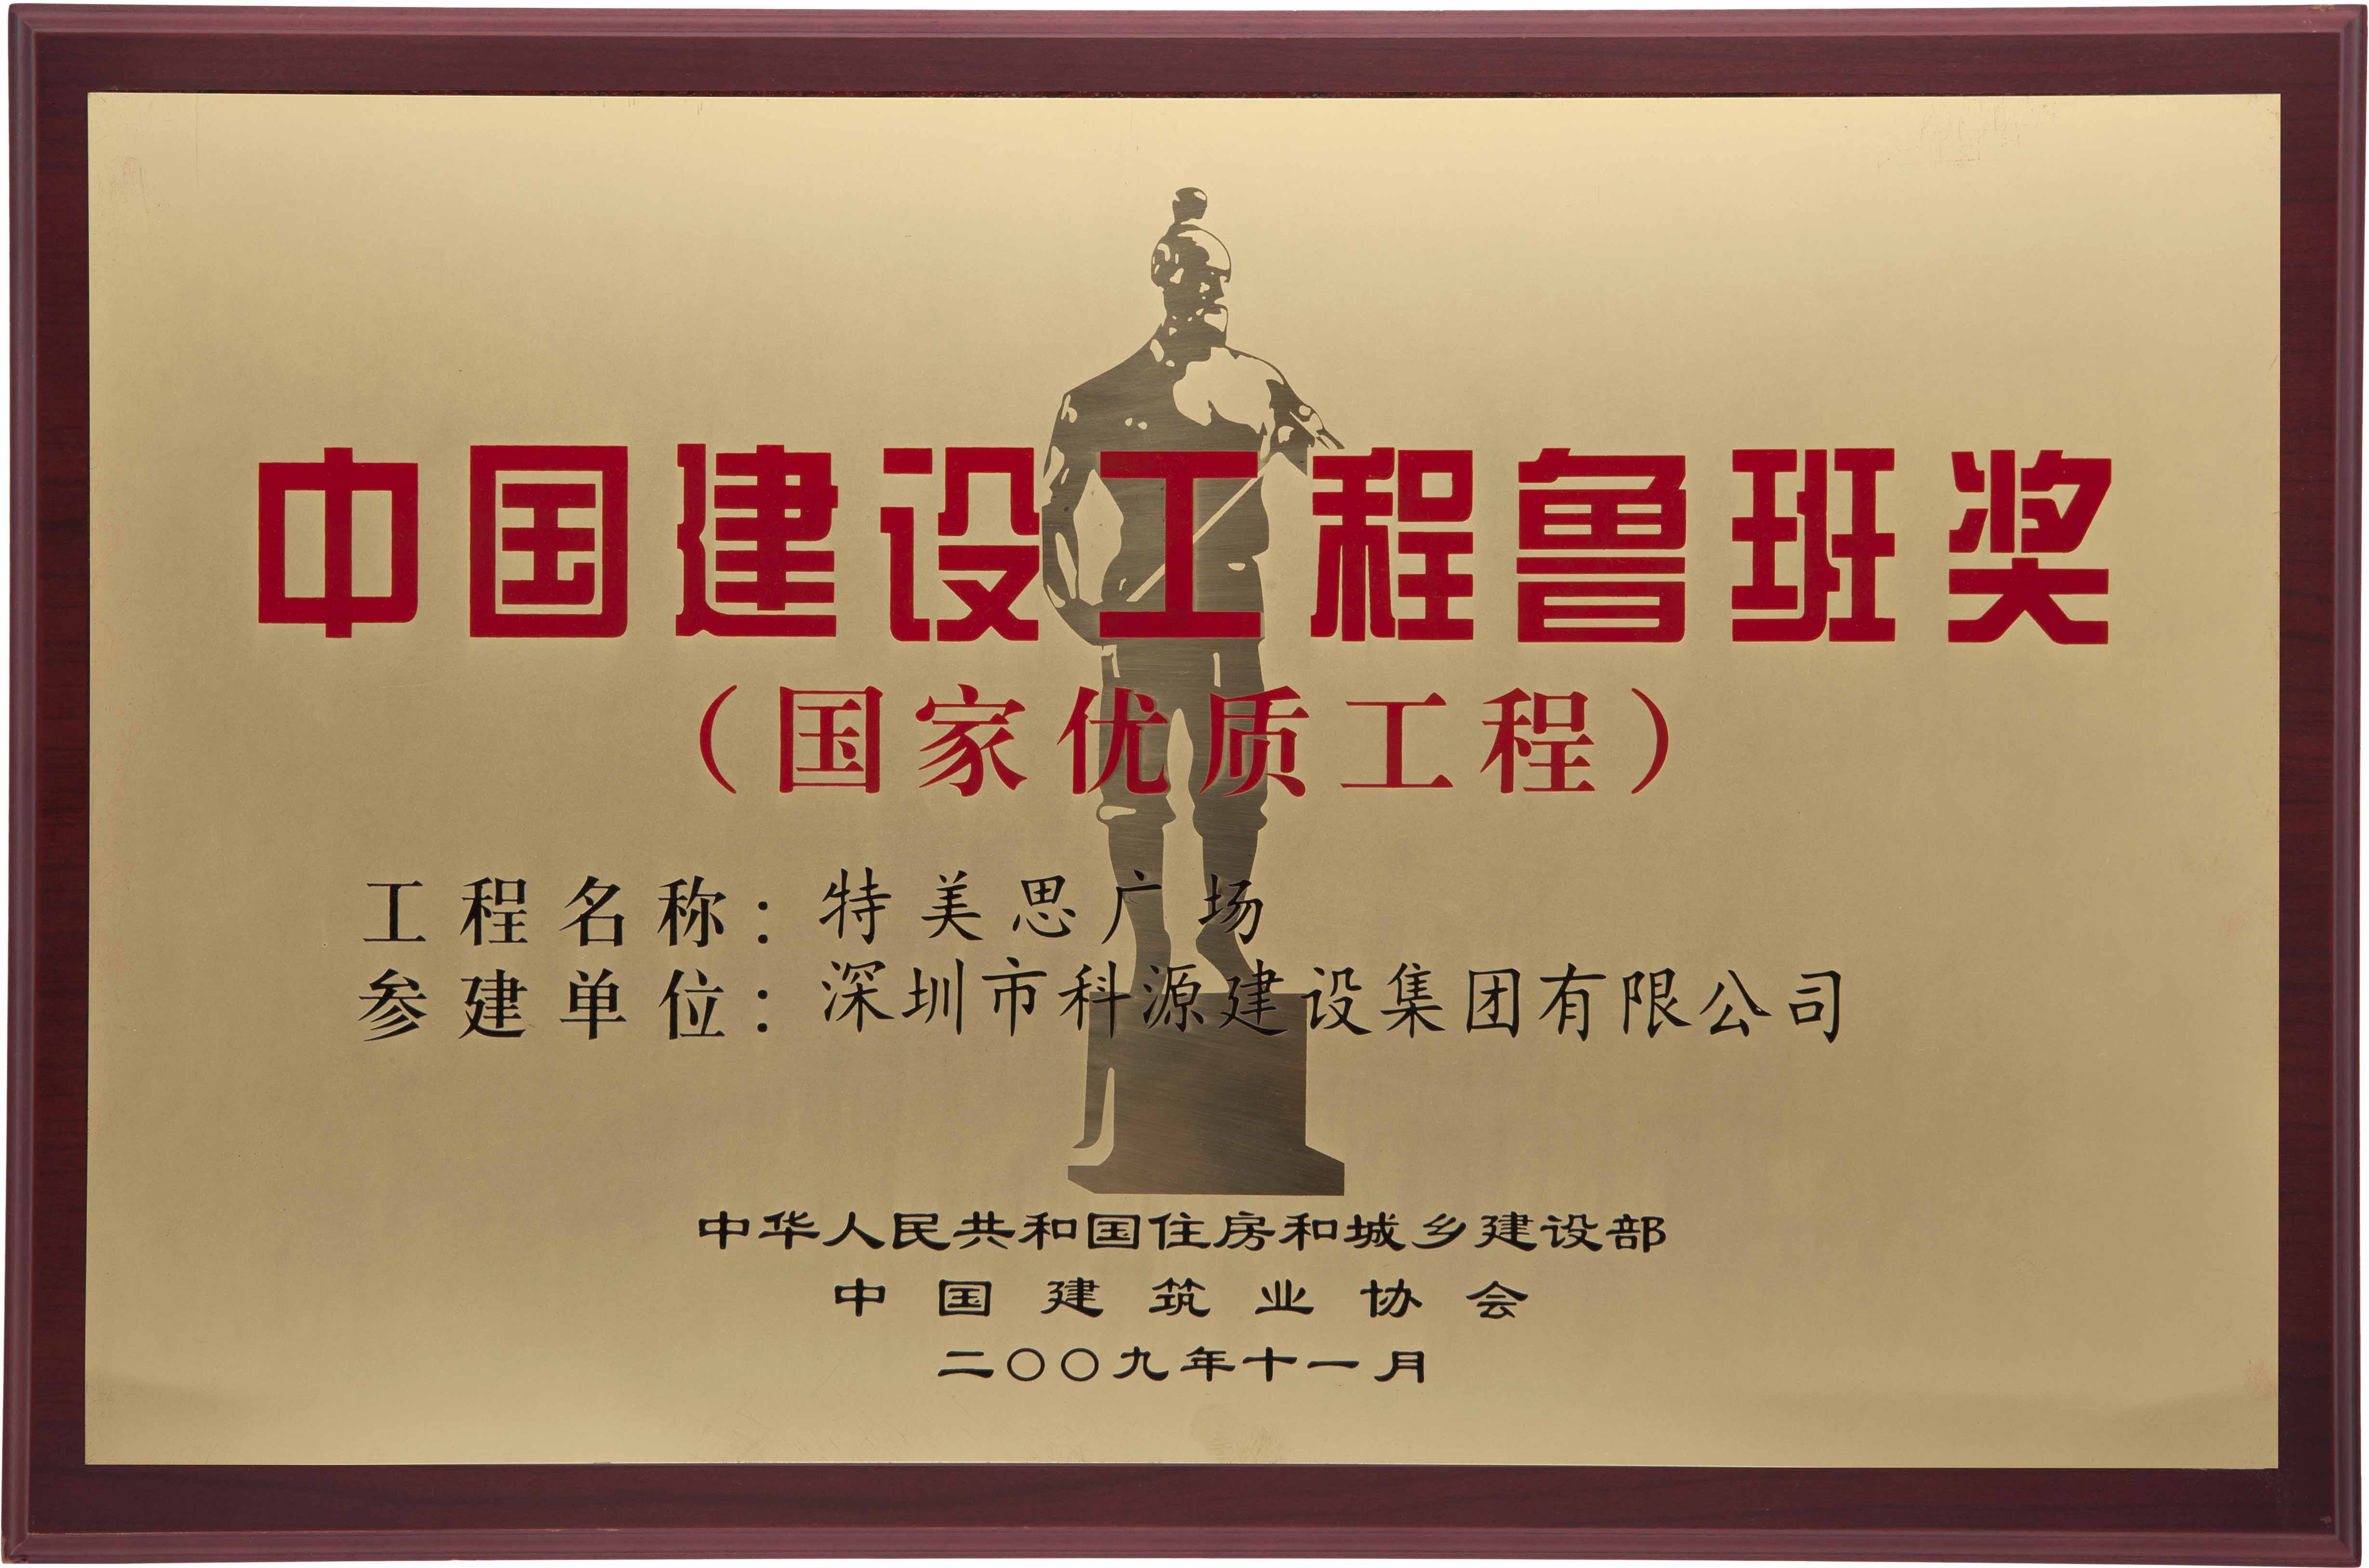 中国建设工程鲁班奖
（国家优质工程）
工程名称：特美思广场
参建单位：深圳市科源建设集团有限公司
中华人民共和国住房和城乡建设部
中国建筑业协会
二〇〇九年十一月